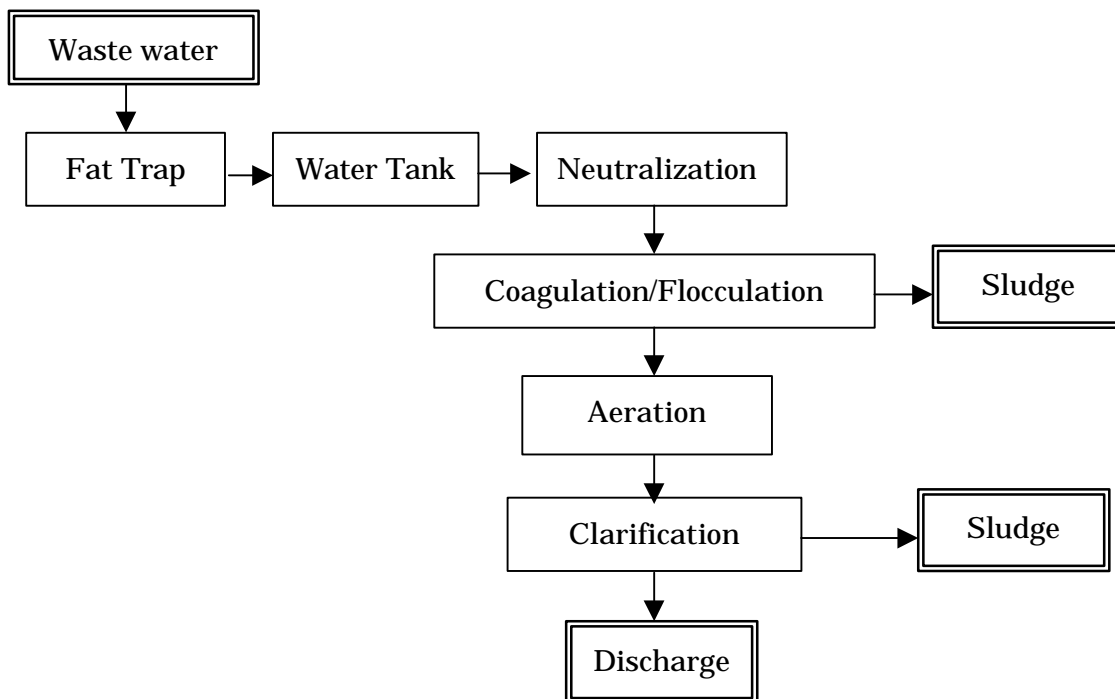 Waste water
Fat Trap
Water Tank
Neutralization
Coagulation/Flocculation
Sludge
Aeration
Clarification
Sludge
Discharge